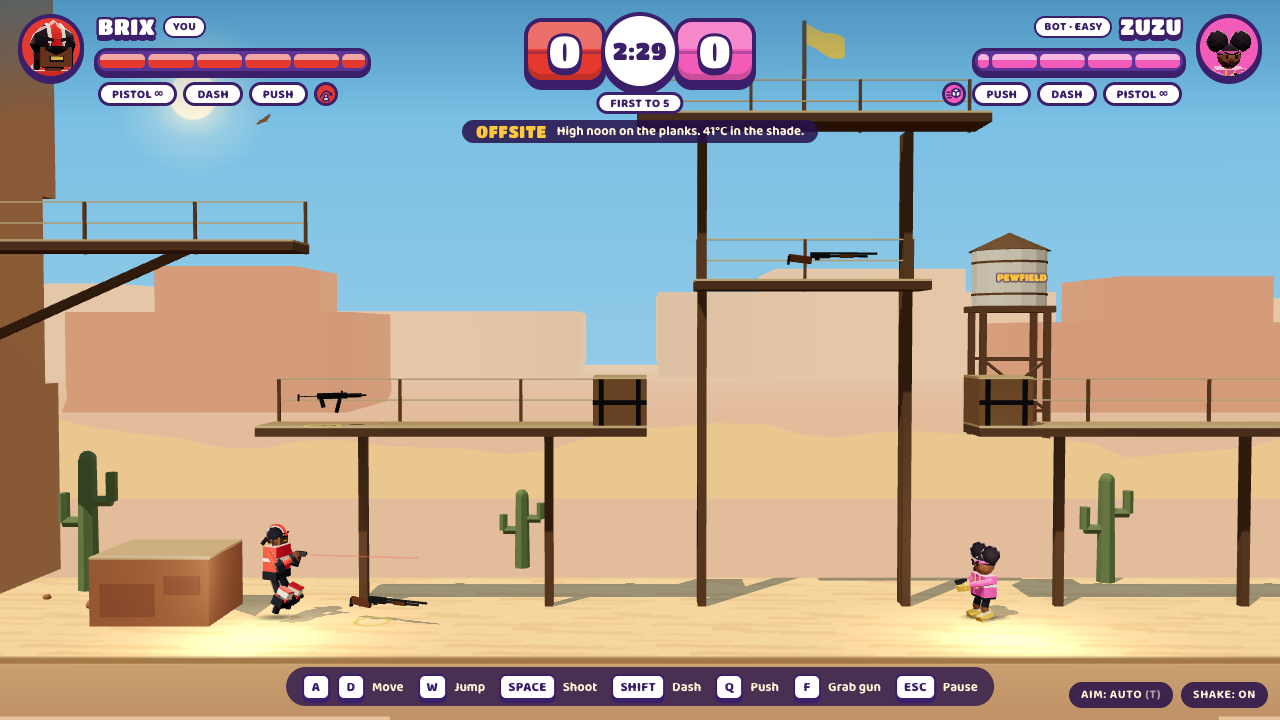 BRIX YOU
PISTOL ∞ DASH PUSH
0 2:29 0
FIRST TO 5
BOT · EASY ZUZU
PUSH DASH PISTOL ∞
OFFSITE High noon on the planks. 41°C in the shade.
PEWFIELD
A D Move W Jump SPACE Shoot SHIFT Dash Q Push F Grab gun ESC Pause
AIM: AUTO (T) SHAKE: ON